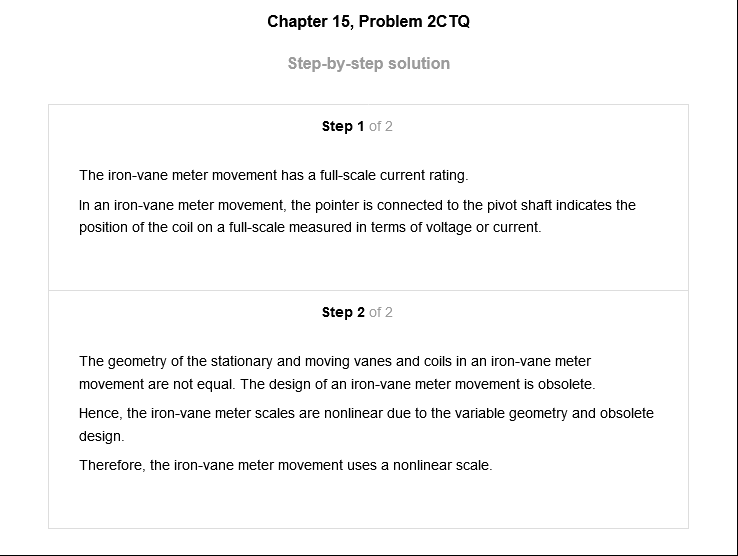 Chapter 15, Problem 2CTQ
Step-by-step solution
Step 1 of 2
The iron-vane meter movement has a full-scale current rating.
In an iron-vane meter movement, the pointer is connected to the pivot shaft indicates the
position of the coil on a full-scale measured in terms of voltage or current.
Step 2 of 2
The geometry of the stationary and moving vanes and coils in an iron-vane meter
movement are not equal. The design of an iron-vane meter movement is obsolete.
Hence, the iron-vane meter scales are nonlinear due to the variable geometry and obsolete
design.
Therefore, the iron-vane meter movement uses a nonlinear scale.